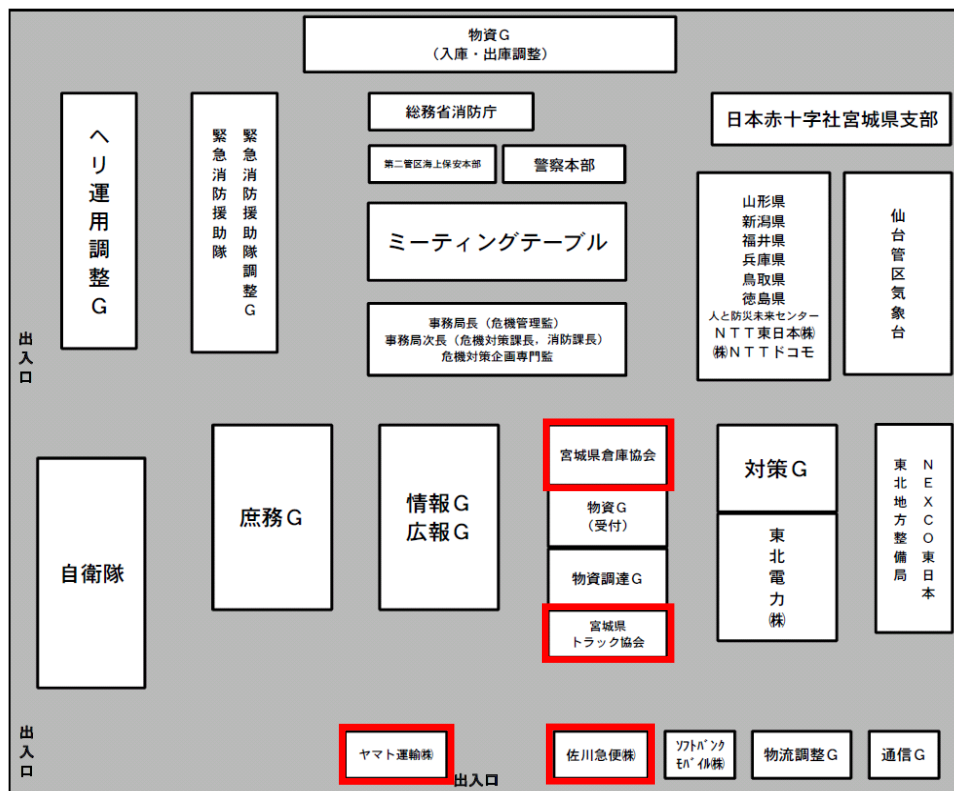 物資G
（入庫・出庫調整）
ヘリ運用調整G
緊急消防援助隊調整G
緊急消防援助隊
総務省消防庁
第二管区海上保安本部
警察本部
ミーティングテーブル
事務局長（危機管理監）
事務局次長（危機対策課長，消防課長）
危機対策企画専門監
日本赤十字社宮城県支部
山形県
新潟県
福井県
兵庫県
鳥取県
徳島県
人と防災未来センター
ＮＴＴ東日本㈱
㈱ＮＴＴドコモ
仙台管区気象台
出入口
自衛隊
庶務G
情報G
広報G
宮城県倉庫協会
物資G
（受付）
物資調達G
宮城県
トラック協会
対策G
東北電力㈱
ＮＥＸＣＯ東日本
東北地方整備局
出入口
ヤマト運輸㈱
出入口
佐川急便㈱
ｿﾌﾄﾊﾞﾝｸ
ﾓﾊﾞｲﾙ㈱
物流調整G
通信G